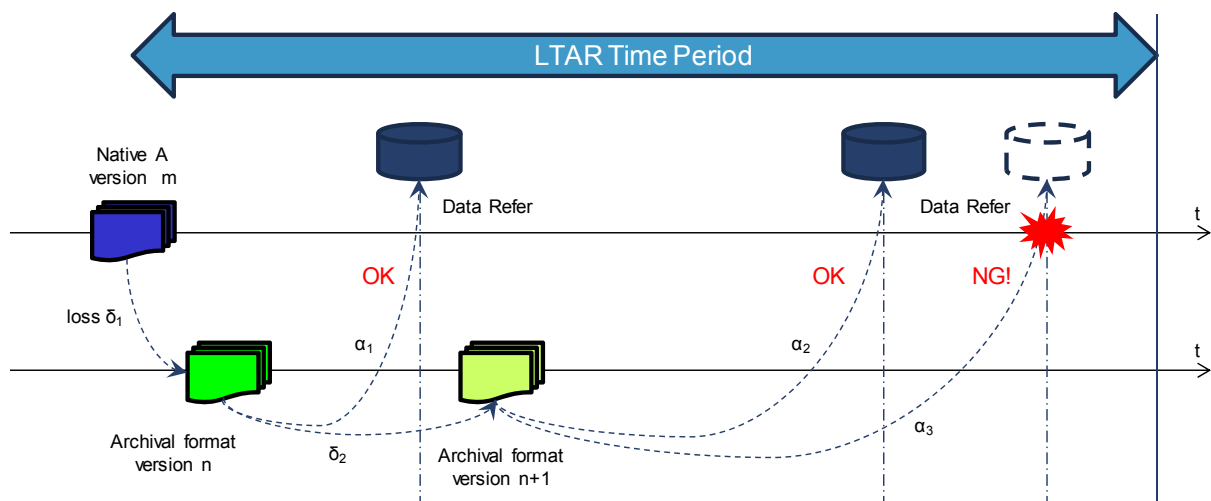 LTAR Time Period
Native A
version m
Data Refer
Data Refer
t
OK
OK
NG!
loss δ1
α1
α2
t
Archival format
version n
δ2
Archival format
version n+1
α3